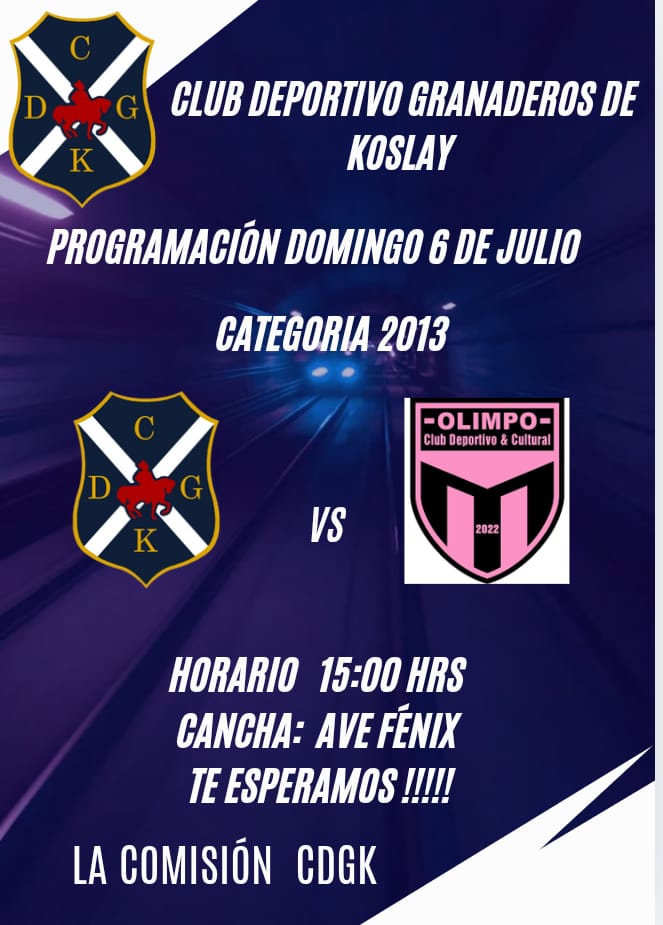 C
D G
K
CLUB DEPORTIVO GRANADEROS DE
KOSLAY
PROGRAMACIÓN DOMINGO 6 DE JULIO
CATEGORIA 2013
C
D G
K
VS
-OLIMPO-
Club Deportivo & Cultural
2022
HORARIO 15:00 HRS
CANCHA: AVE FÉNIX
TE ESPERAMOS !!!!!
LA COMISIÓN CDGK